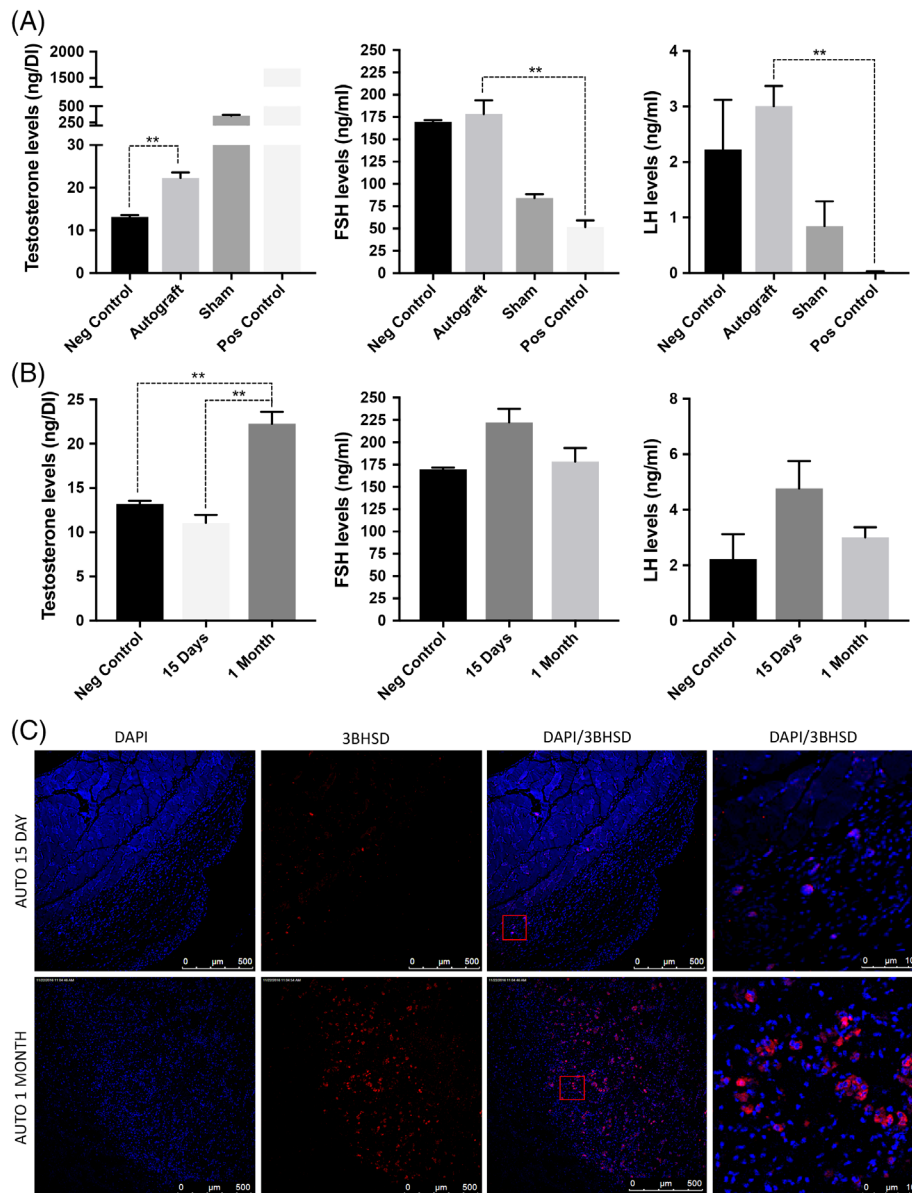 (A)
Testosterone levels (ng/Dl)
2000
1500
500
250
30
20
10
0
**
Neg Control
Autograft
Sham
Pos Control
FSH levels (ng/ml)
250
225
200
175
150
125
100
75
50
25
0
**
Neg Control
Autograft
Sham
Pos Control
LH levels (ng/ml)
4
3
2
1
0
**
Neg Control
Autograft
Sham
Pos Control
(B)
Testosterone levels (ng/Dl)
25
20
15
10
5
0
**
**
Neg Control
15 Days
1 Month
FSH levels (ng/ml)
250
225
200
175
150
125
100
75
50
25
0
Neg Control
15 Days
1 Month
LH levels (ng/ml)
8
6
4
2
0
Neg Control
15 Days
1 Month
(C)
DAPI 3BHSD DAPI/3BHSD DAPI/3BHSD
AUTO 15 DAY
0 µm 500
0 µm 500
0 µm 500
0 µm 10
AUTO 1 MONTH
0 µm 500
0 µm 500
0 µm 500
0 µm 10